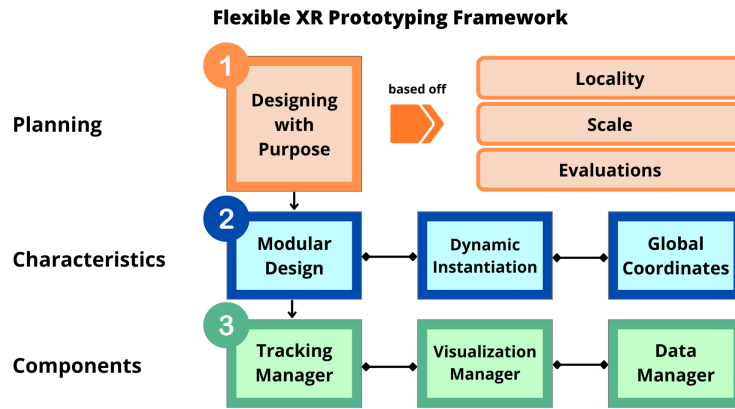 Flexible XR Prototyping Framework
1
Planning
Designing
with
Purpose
based off
Locality
Scale
Evaluations
2
Characteristics
Modular
Design
Dynamic
Instantiation
Global
Coordinates
3
Components
Tracking
Manager
Visualization
Manager
Data
Manager